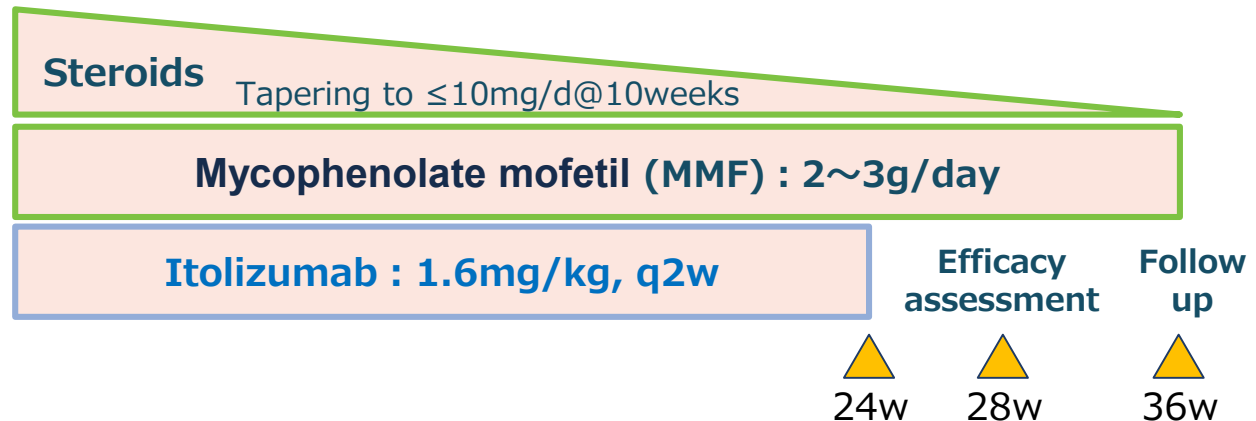 Steroids
Tapering to ≤10mg/d@10weeks
Mycophenolate mofetil (MMF) : 2～3g/day
Itolizumab : 1.6mg/kg, q2w
Efficacy
assessment
Follow
up
24w
28w
36w